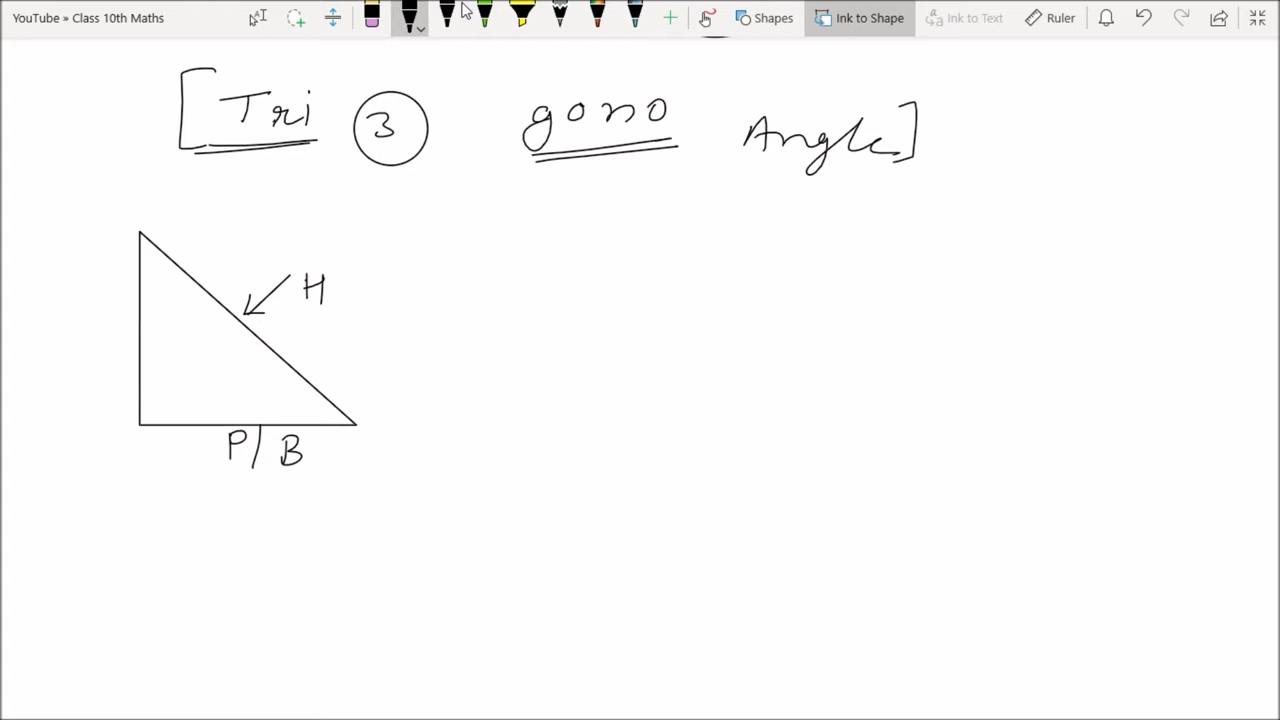 YouTube » Class 10th Maths Shapes Ink to Shape Ink to Text Ruler
[Tri 3 gono Angle]
H
P/B